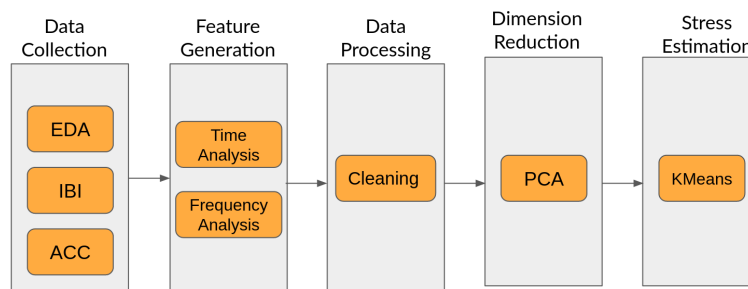 Data
Collection
Feature
Generation
Data
Processing
Dimension
Reduction
Stress
Estimation
EDA
IBI
ACC
Time
Analysis
Frequency
Analysis
Cleaning
PCA
KMeans